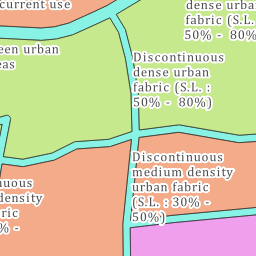 current use
dense urban
fabric (S.L.
50% - 80%)
een urban
eas
Discontinuous
dense urban
fabric (S.L. :
50% - 80%)
Discontinuous
medium density
urban fabric
(S.L. : 30% -
50%)
nuous
density
ric
% -